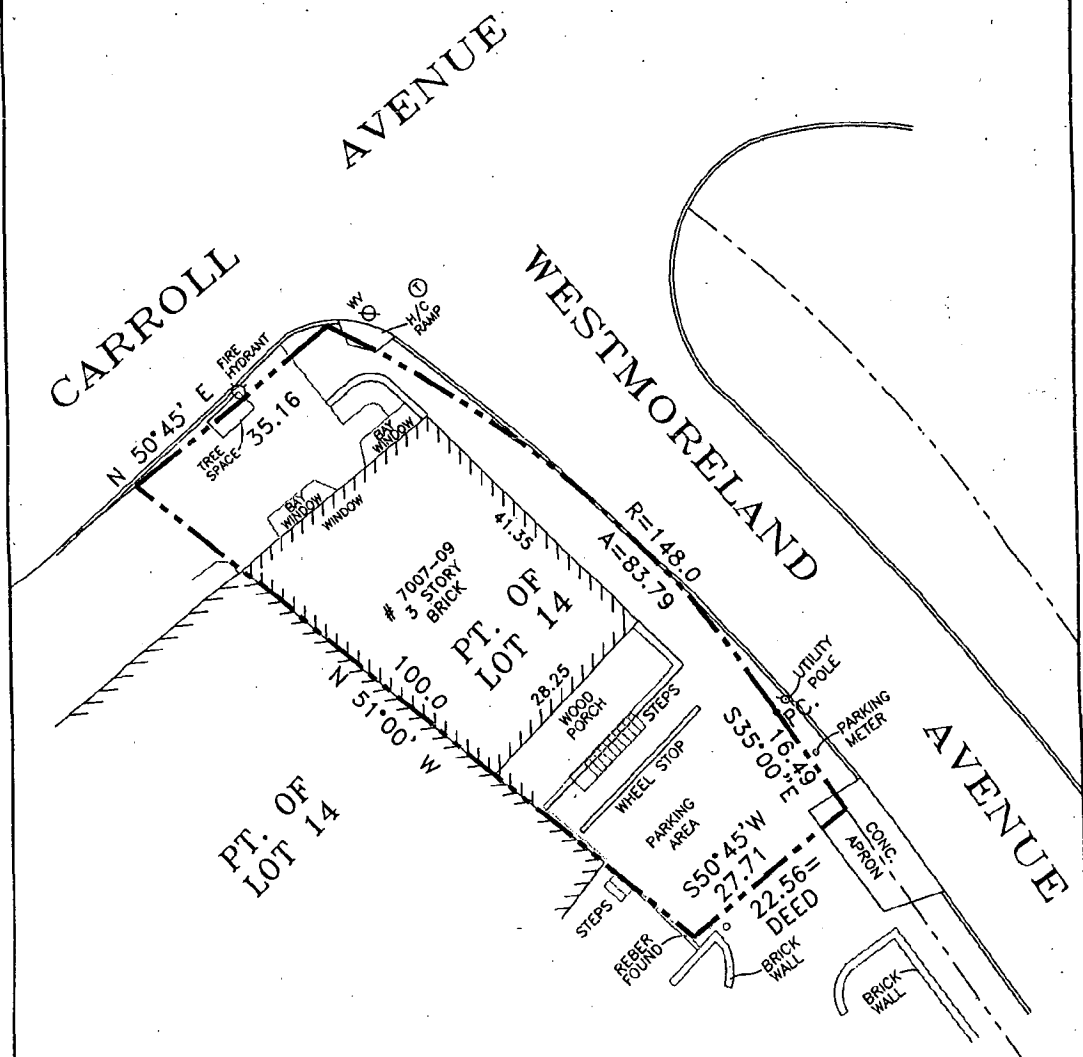 CARROLL
AVENUE
WESTMORELAND
AVENUE
N 50°45' E
35.16
FIRE
HYDRANT
TREE
SPACE
WV
T
H/C
RAMP
BAY
WINDOW
BAY
WINDOW
WINDOW
41.35
# 7007-09
3 STORY
BRICK
PT. OF
LOT 14
100.0
N 51°00' W
28.25
WOOD
PORCH
STEPS
WHEEL STOP
R=148.0
A=83.79
UTILITY
POLE
P.C.
PARKING
METER
16.49
S35°00"E
PARKING
AREA
S50°45'W
27.71
22.56=
DEED
CONC.
APRON
PT. OF
LOT 14
STEPS
REBER
FOUND
BRICK
WALL
BRICK
WALL